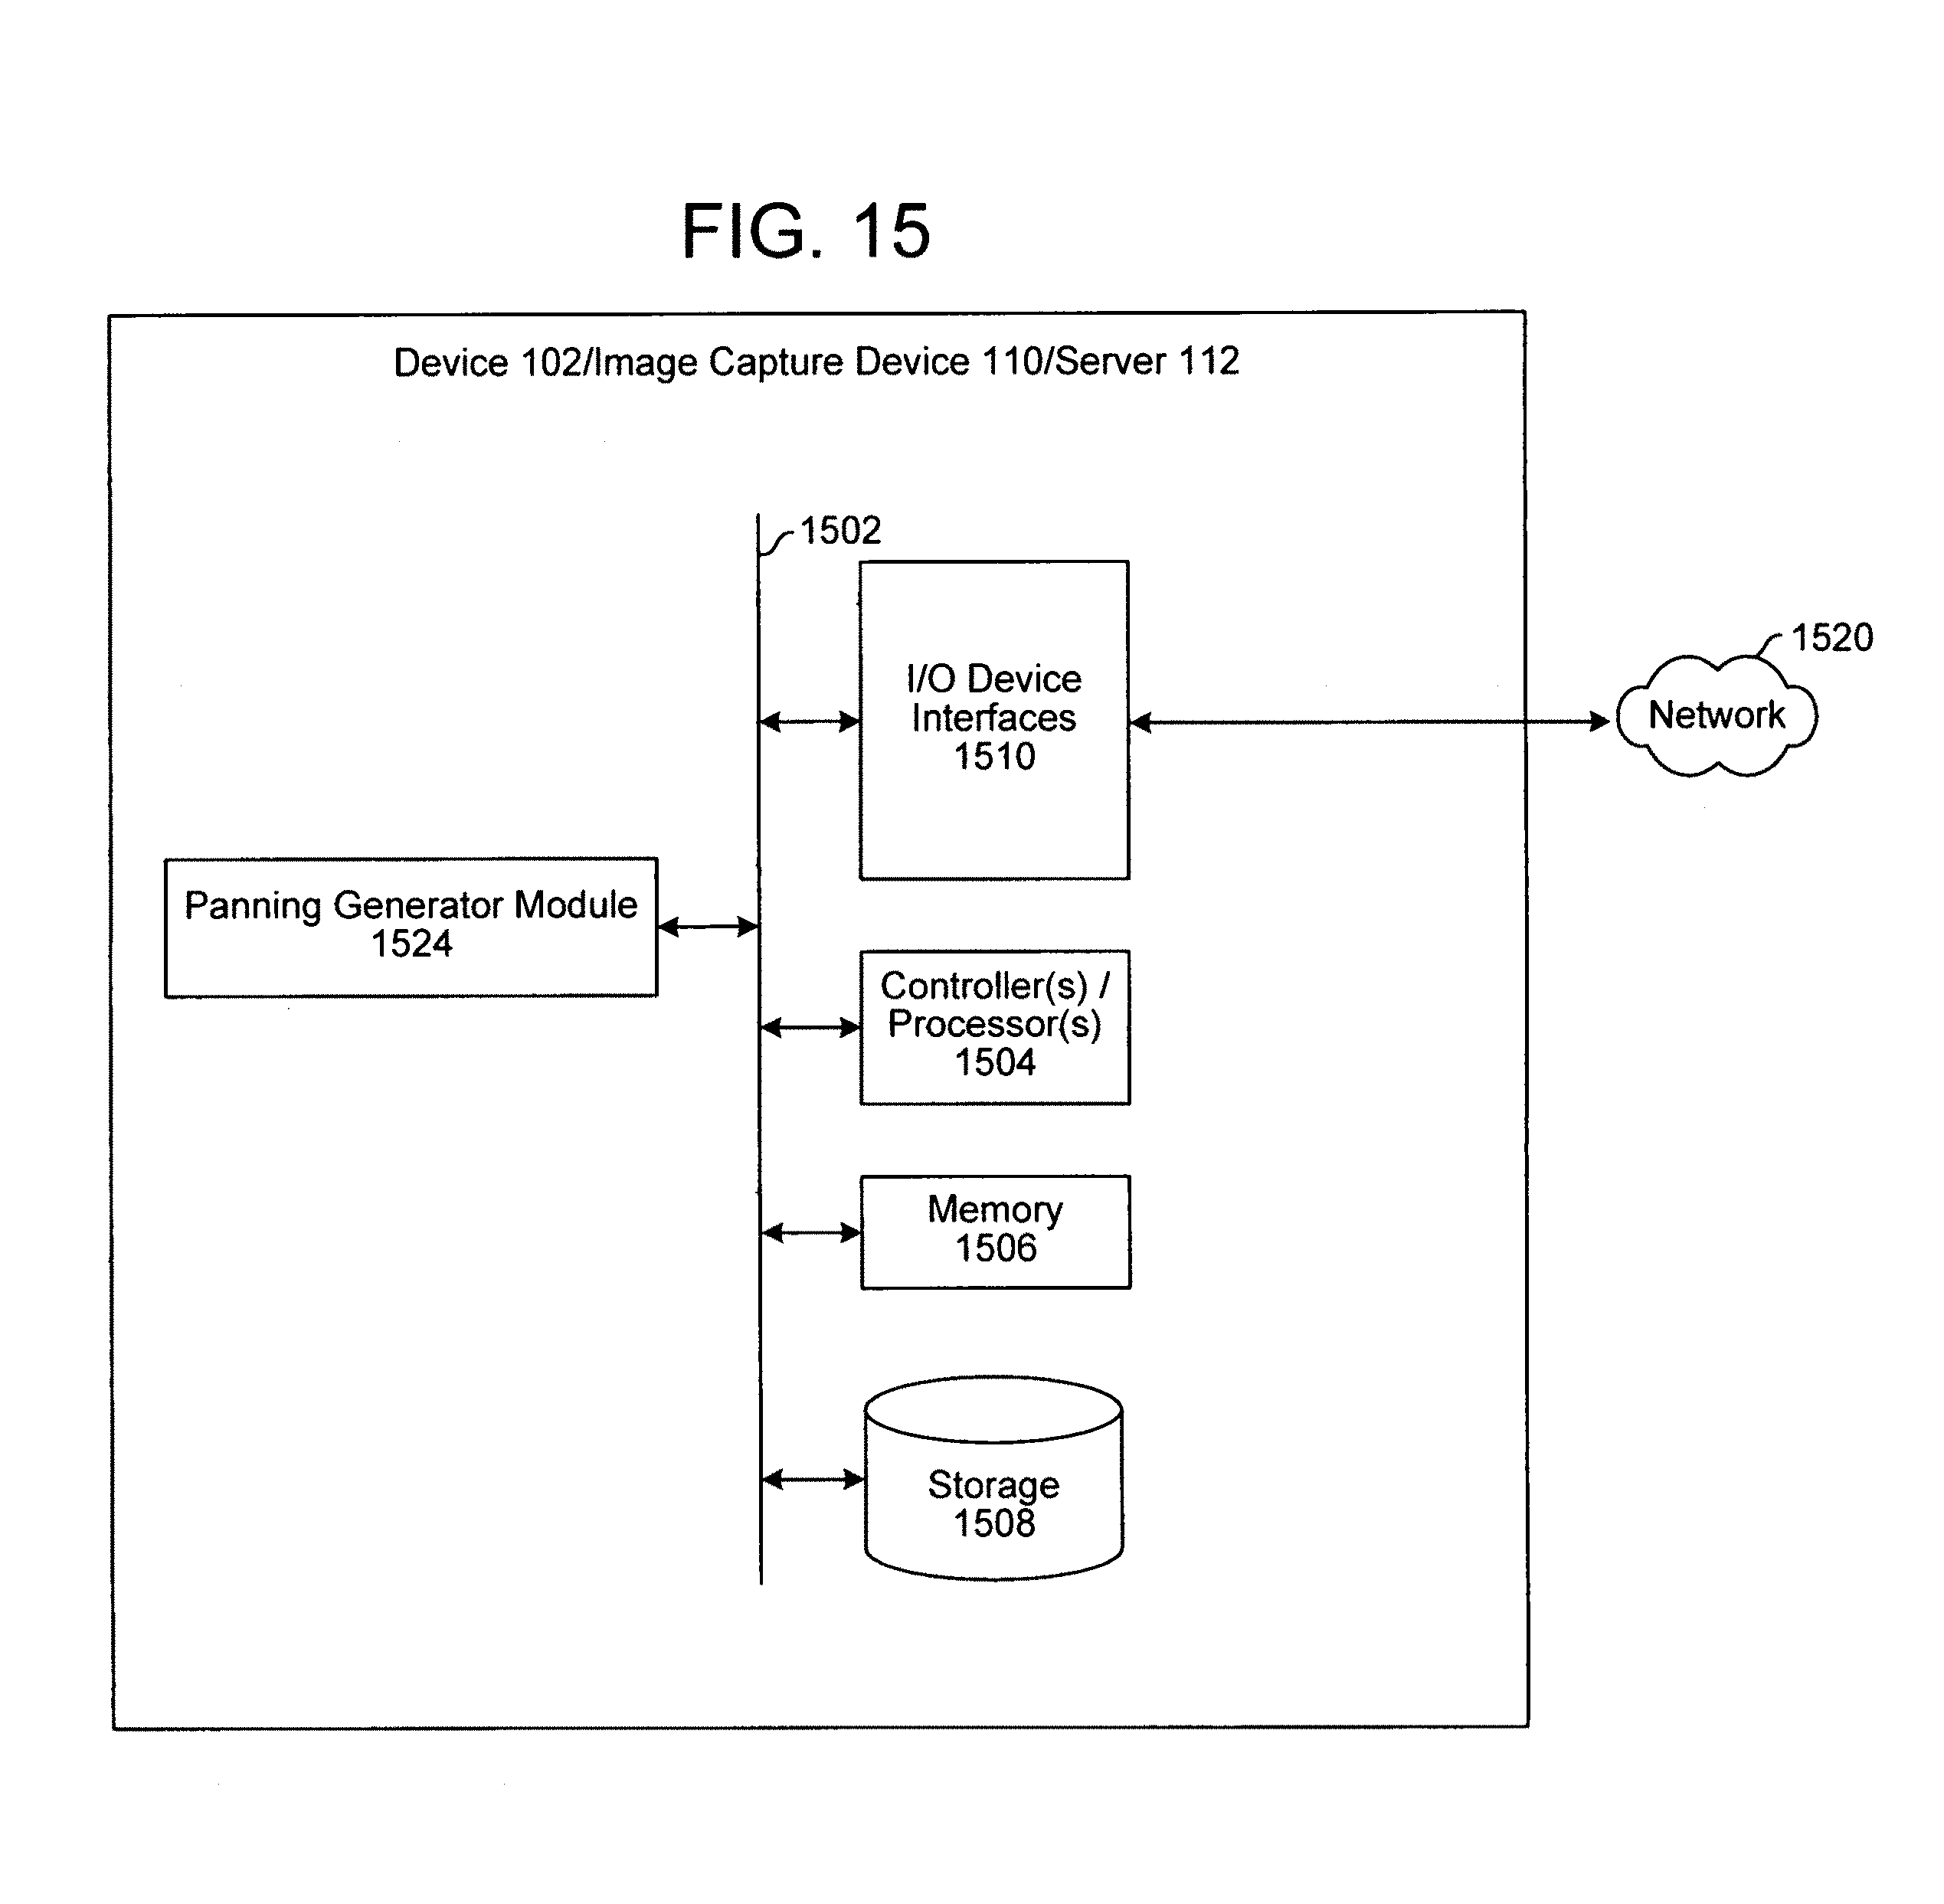 FIG. 15
Device 102/Image Capture Device 110/Server 112
1502
I/O Device
Interfaces
1510
1520
Network
Panning Generator Module
1524
Controller(s) /
Processor(s)
1504
Memory
1506
Storage
1508